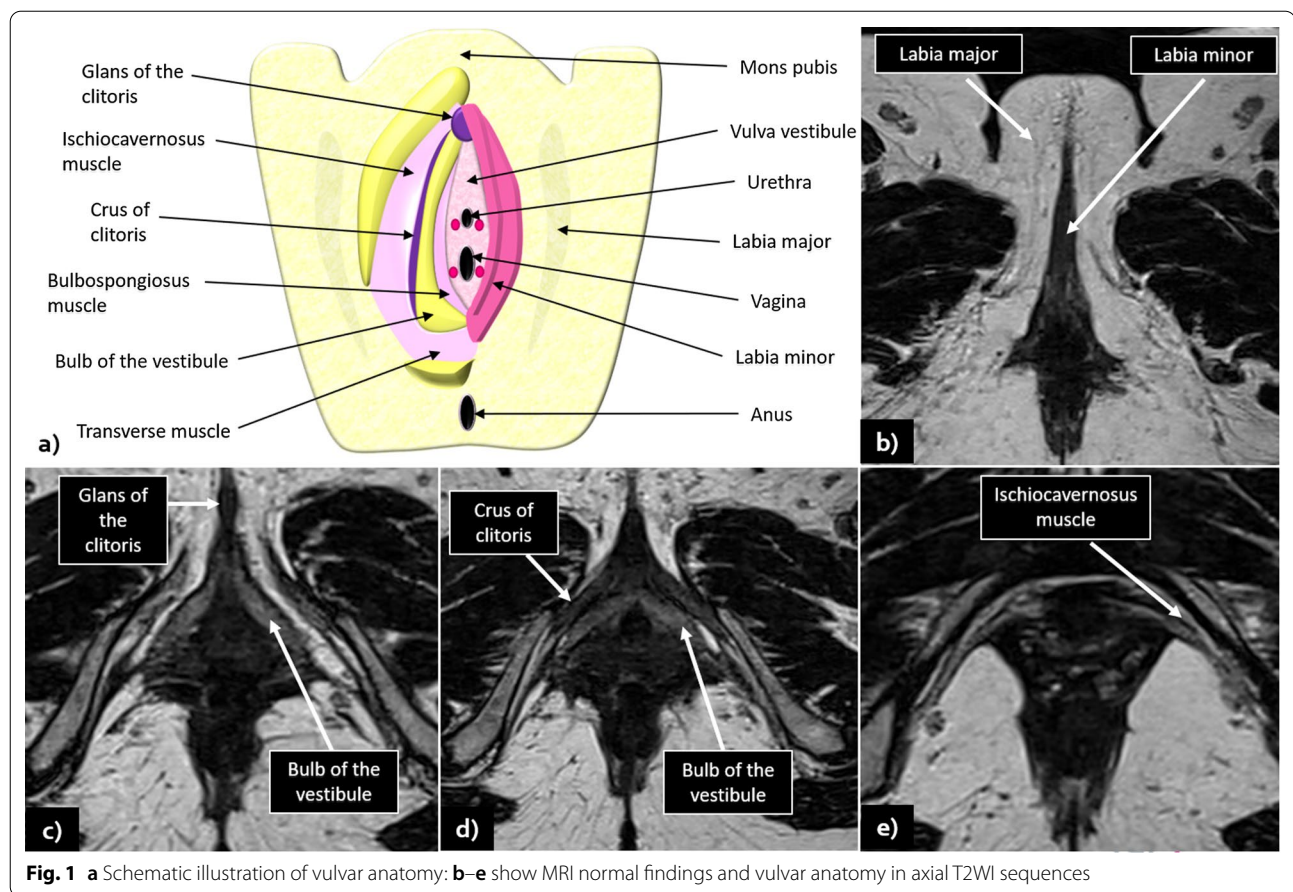 Glans of the
clitoris
Ischiocavernosus
muscle
Crus of
clitoris
Bulbospongiosus
muscle
Bulb of the vestibule
Transverse muscle
Mons pubis
Vulva vestibule
Urethra
Labia major
Vagina
Labia minor
Anus
a)
Labia major
Labia minor
b)
Glans of
the
clitoris
Bulb of the
vestibule
c)
Crus of
clitoris
Bulb of the
vestibule
d)
Ischiocavernosus
muscle
e)
Fig. 1 a Schematic illustration of vulvar anatomy: b–e show MRI normal findings and vulvar anatomy in axial T2WI sequences